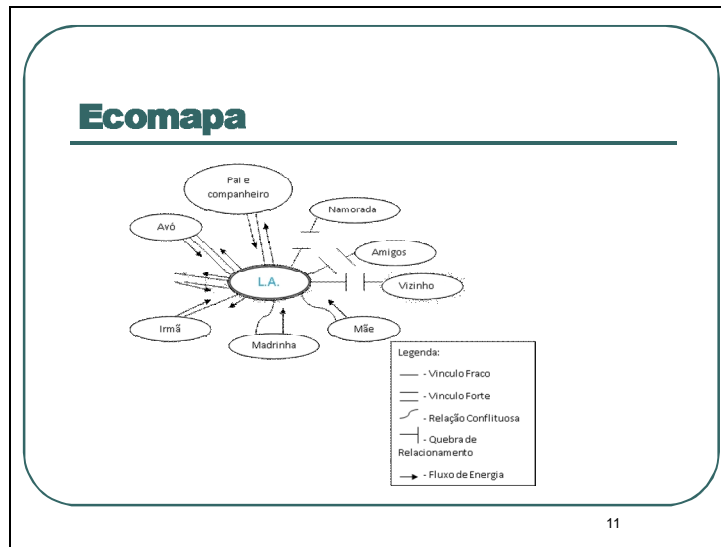 Ecomapa
Pai e
companheiro
Namorada
Avô
Amigos
L.A.
Vizinho
Irmã
Mãe
Madrinha
Legenda:
- Vinculo Fraco
- Vinculo Forte
- Relação Conflituosa
- Quebra de
Relacionamento
- Fluxo de Energia
11